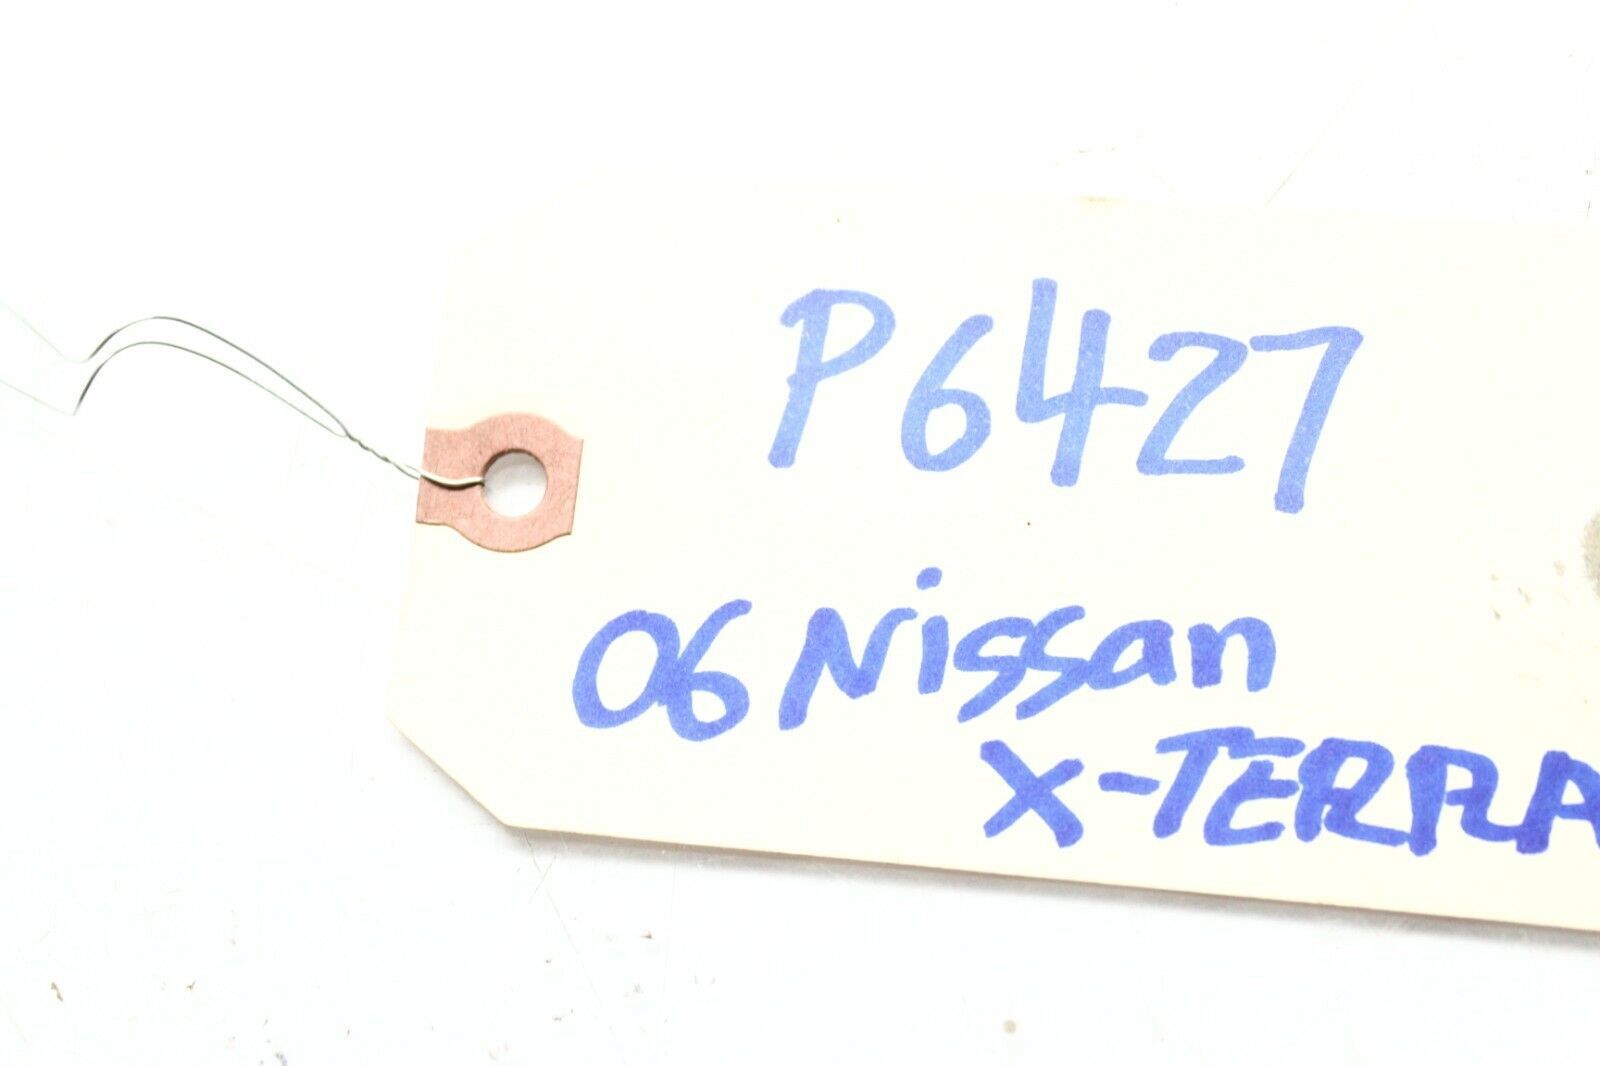 P6427
06 Nissan
X-TERRA